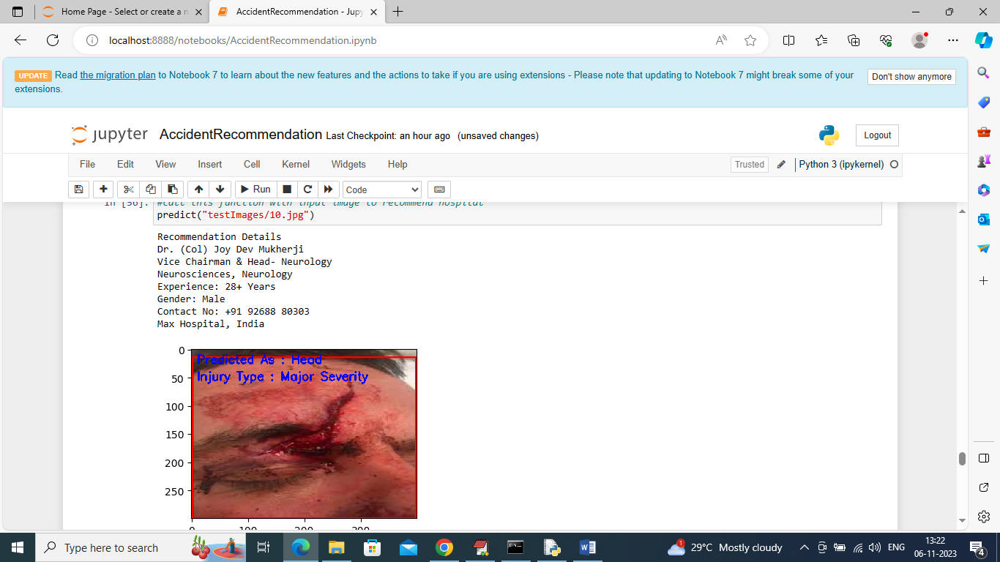 Home Page - Select or create a n
AccidentRecommendation - Jupy
localhost:8888/notebooks/AccidentRecommendation.ipynb
UPDATE Read the migration plan to Notebook 7 to learn about the new features and the actions to take if you are using extensions - Please note that updating to Notebook 7 might break some of your
extensions.
Don't show anymore
jupyter AccidentRecommendation Last Checkpoint: an hour ago (unsaved changes)
Logout
File Edit View Insert Cell Kernel Widgets Help
Trusted
Python 3 (ipykernel)
Run
Code
In [56]: #call this function with input image to recommend hospital
predict("testImages/10.jpg")
Recommendation Details
Dr. (Col) Joy Dev Mukherji
Vice Chairman & Head- Neurology
Neurosciences, Neurology
Experience: 28+ Years
Gender: Male
Contact No: +91 92688 80303
Max Hospital, India
0
Predicted As : Head
Injury Type : Major Severity
50
100
150
200
250
0 100 200 300
Type here to search
29°C Mostly cloudy
ENG
13:22
06-11-2023
1
4